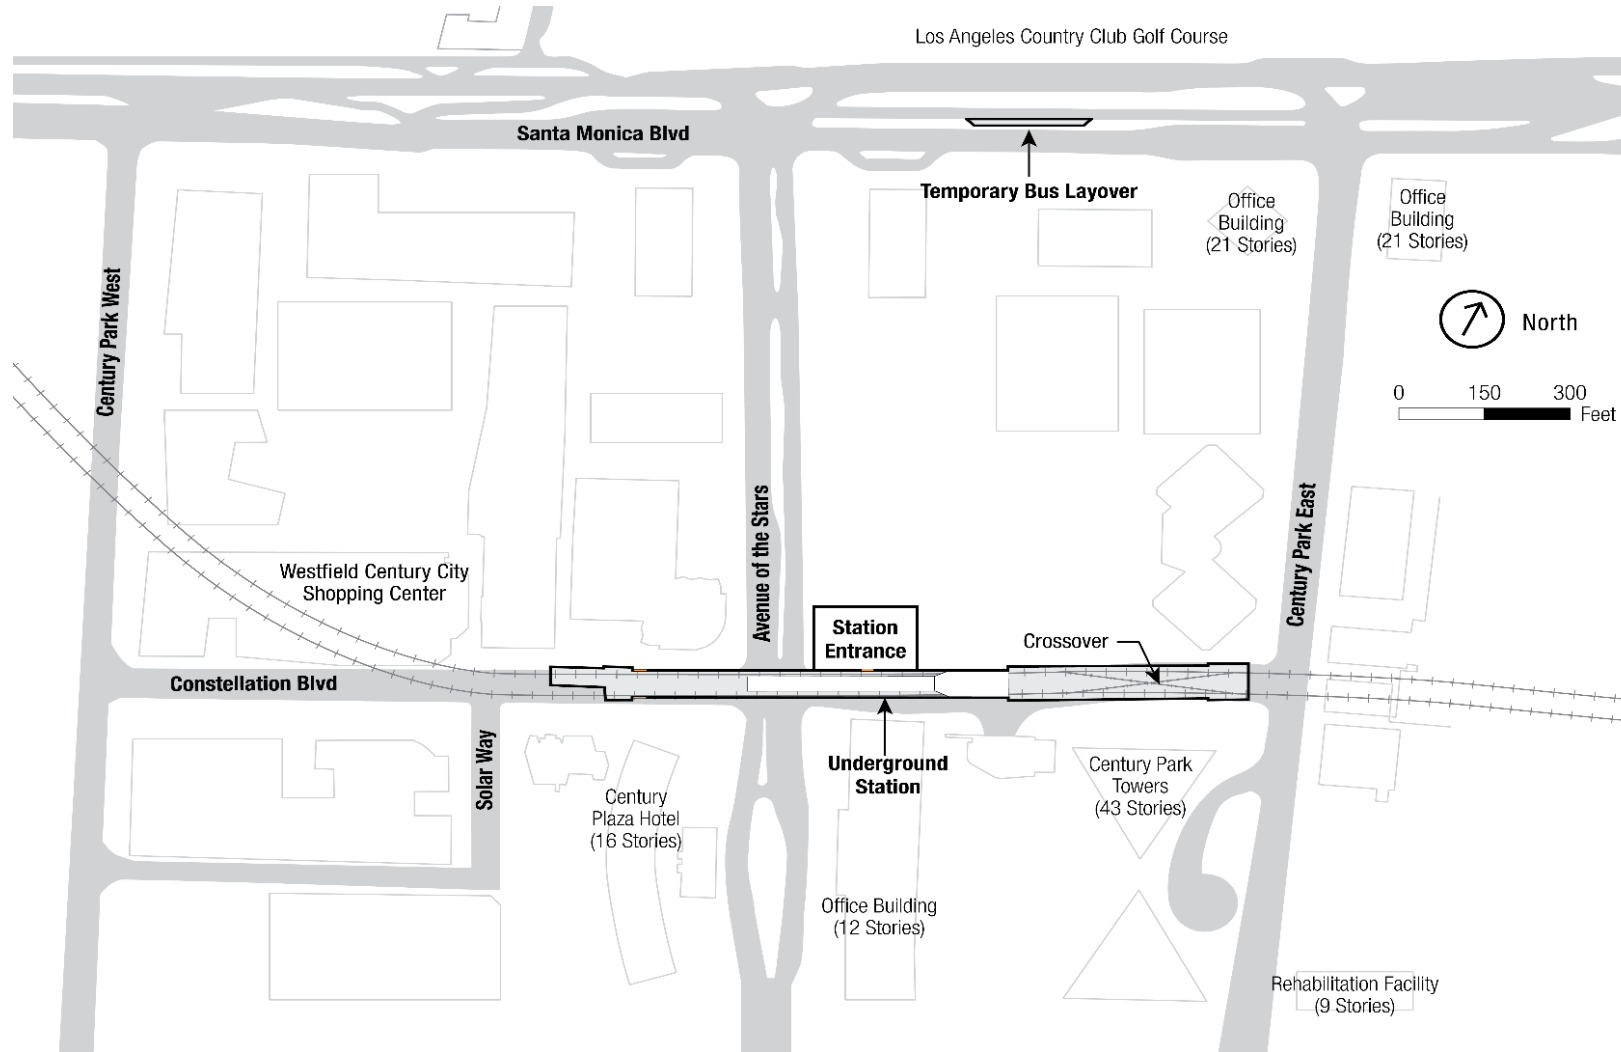 Los Angeles Country Club Golf Course
Santa Monica Blvd
Temporary Bus Layover
Office
Building
(21 Stories)
Office
Building
(21 Stories)
North
0 150 300
Feet
Century Park West
Avenue of the Stars
Century Park East
Westfield Century City
Shopping Center
Station
Entrance
Crossover
Constellation Blvd
Solar Way
Underground
Station
Century
Plaza Hotel
(16 Stories)
Century Park
Towers
(43 Stories)
Office Building
(12 Stories)
Rehabilitation Facility
(9 Stories)